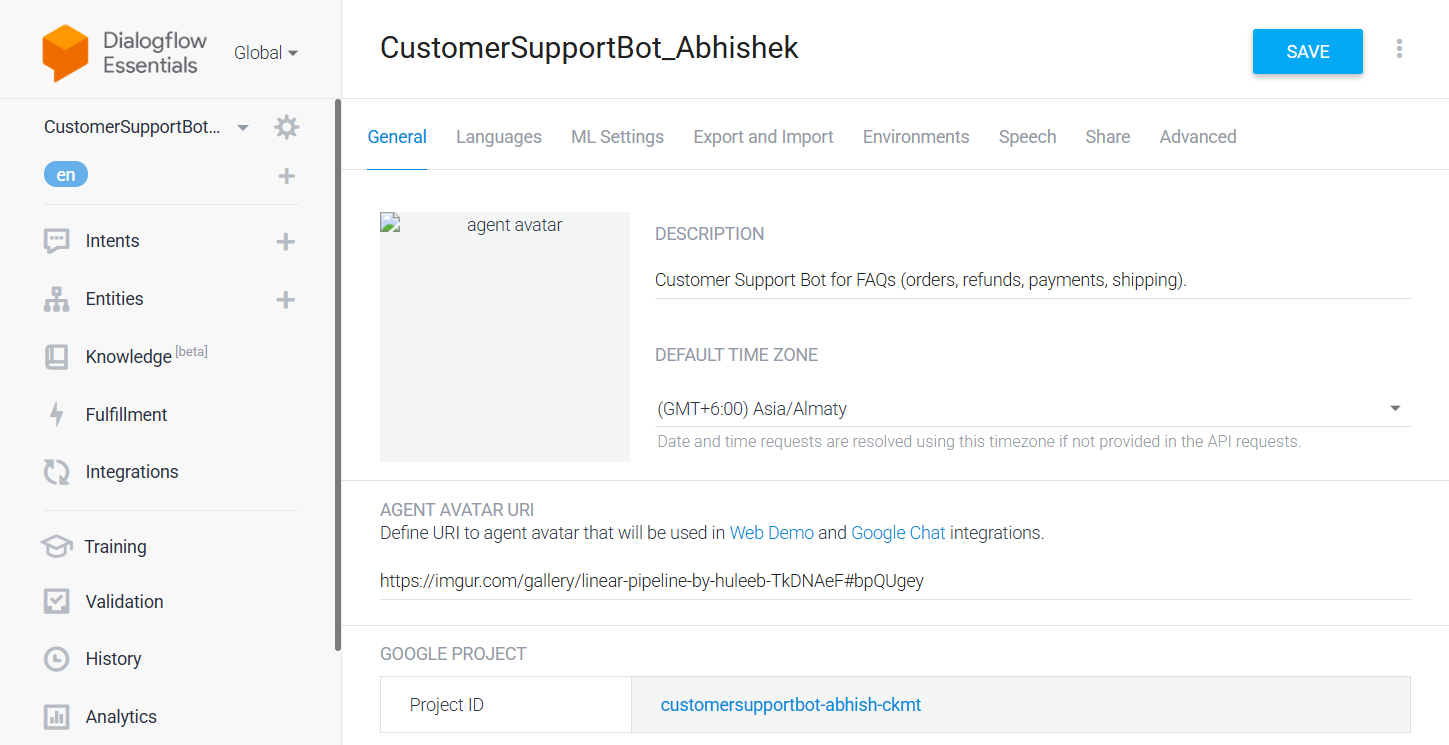 Dialogflow
Essentials
Global
CustomerSupportBot_Abhishek
SAVE
CustomerSupportBot...
en
Intents
Entities
Knowledge [beta]
Fulfillment
Integrations
Training
Validation
History
Analytics
General Languages ML Settings Export and Import Environments Speech Share Advanced
agent avatar
DESCRIPTION
Customer Support Bot for FAQs (orders, refunds, payments, shipping).
DEFAULT TIME ZONE
(GMT+6:00) Asia/Almaty
Date and time requests are resolved using this timezone if not provided in the API requests.
AGENT AVATAR URI
Define URI to agent avatar that will be used in Web Demo and Google Chat integrations.
https://imgur.com/gallery/linear-pipeline-by-huleeb-TkDNAeF#bpQUgey
GOOGLE PROJECT
Project ID customersupportbot-abhish-ckmt